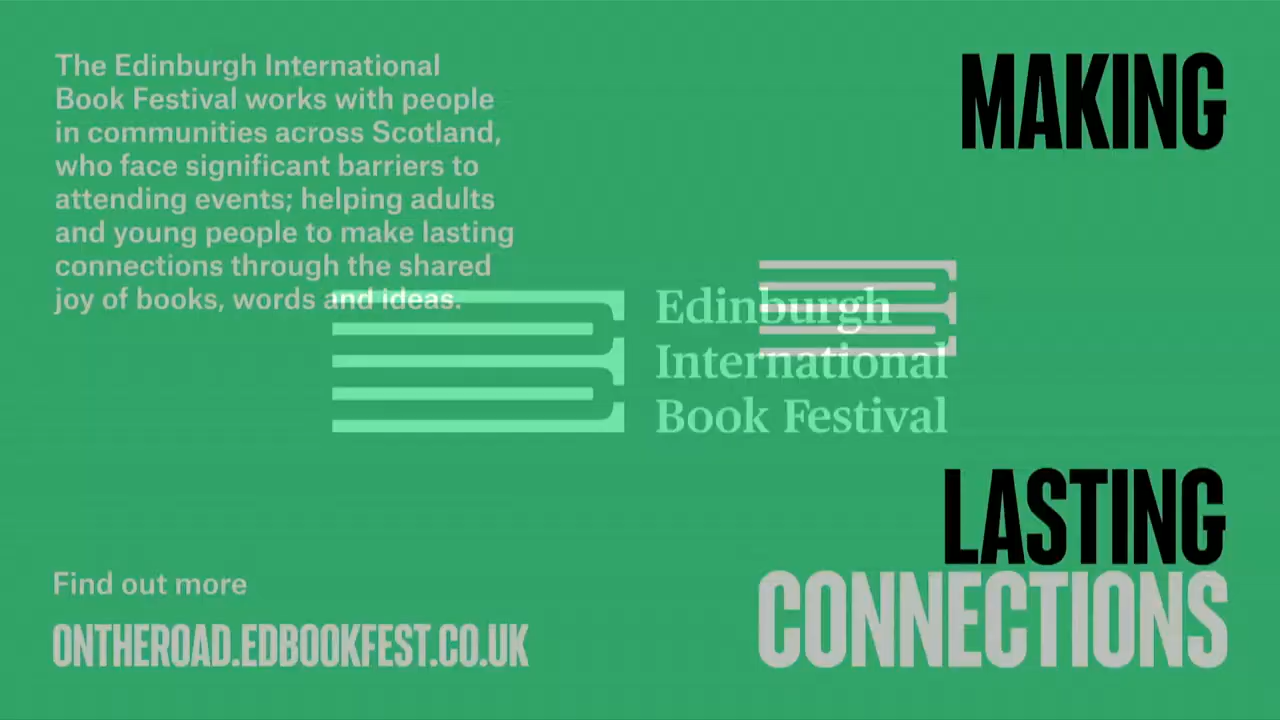 The Edinburgh International
Book Festival works with people
in communities across Scotland,
who face significant barriers to
attending events; helping adults
and young people to make lasting
connections through the shared
joy of books, words and ideas.
MAKING
Edinburgh
International
Book Festival
LASTING
CONNECTIONS
Find out more
ONTHEROAD.EDBOOKFEST.CO.UK